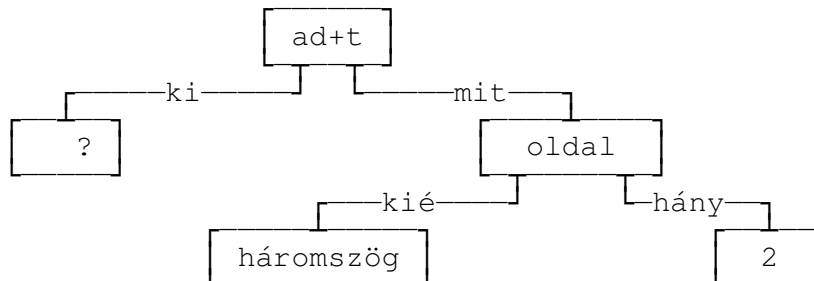 ad+t
ki mit
? oldal
kié hány
háromszög 2